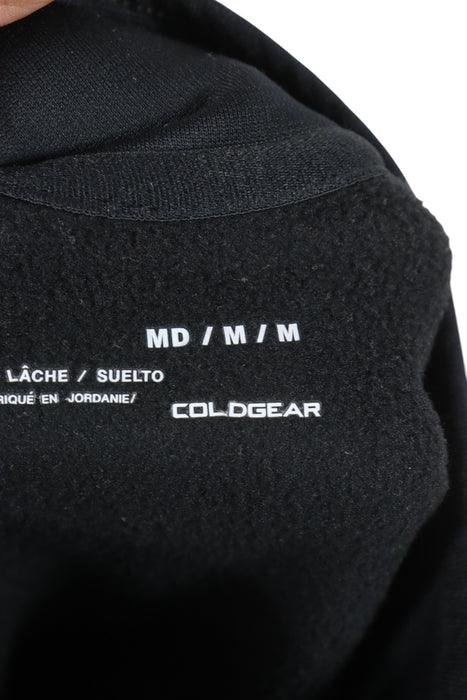 MD / M / M
LÂCHE / SUELTO
RIQUÉ EN JORDANIE/
COLDGEAR